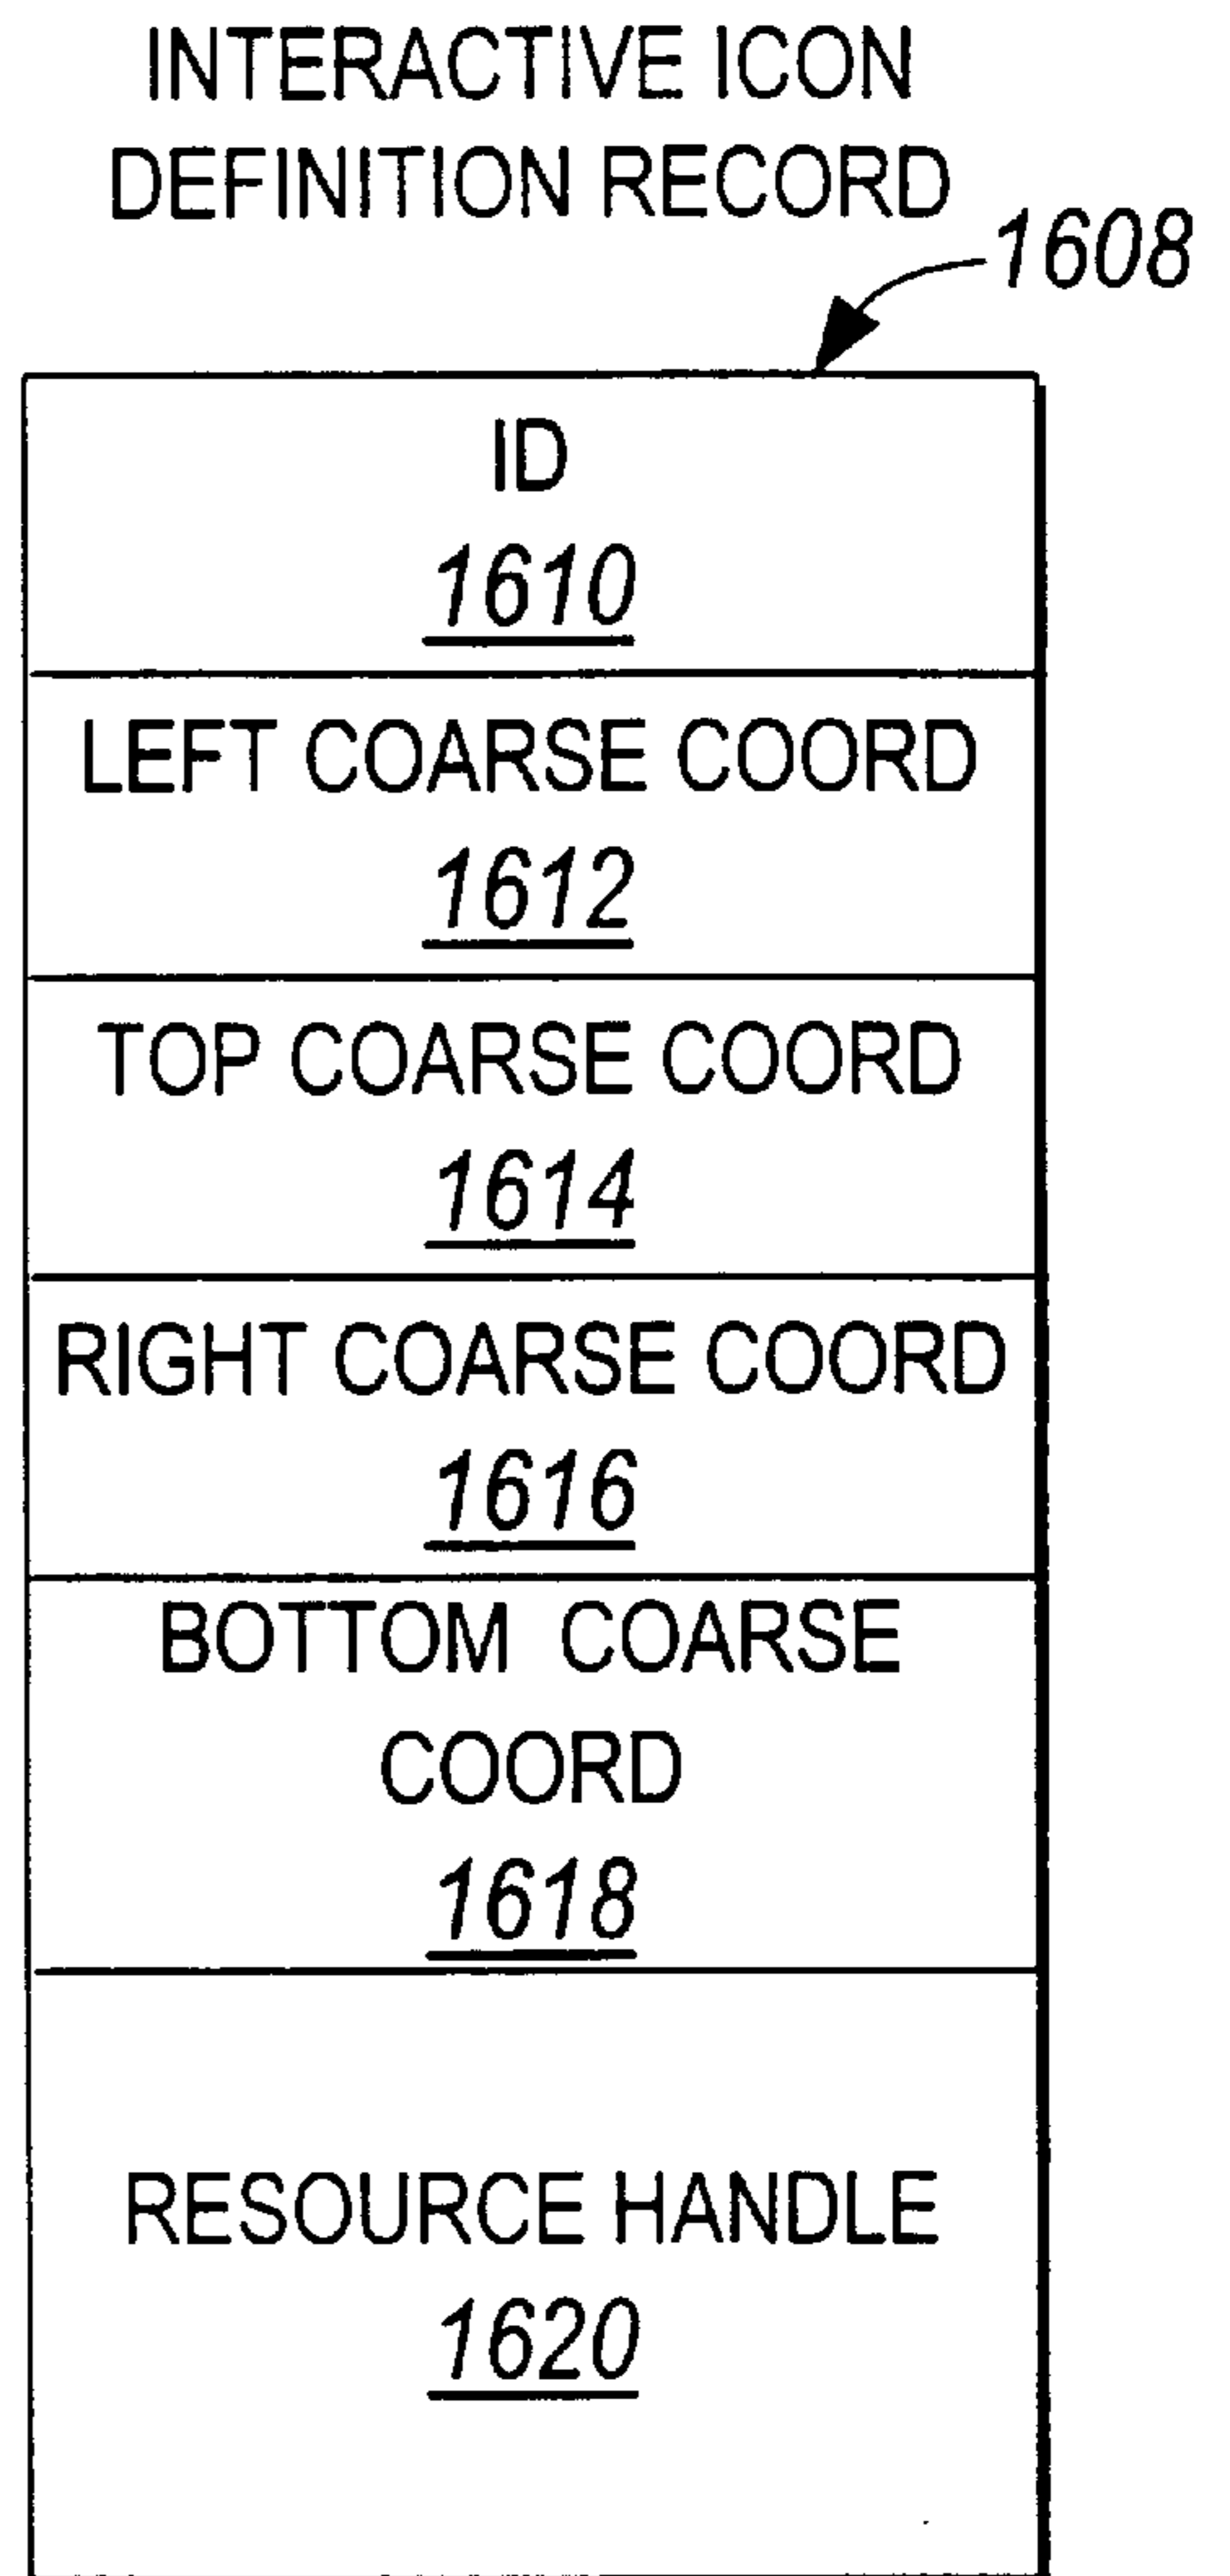 INTERACTIVE ICON
DEFINITION RECORD
1608
ID
1610
LEFT COARSE COORD
1612
TOP COARSE COORD
1614
RIGHT COARSE COORD
1616
BOTTOM COARSE
COORD
1618
RESOURCE HANDLE
1620